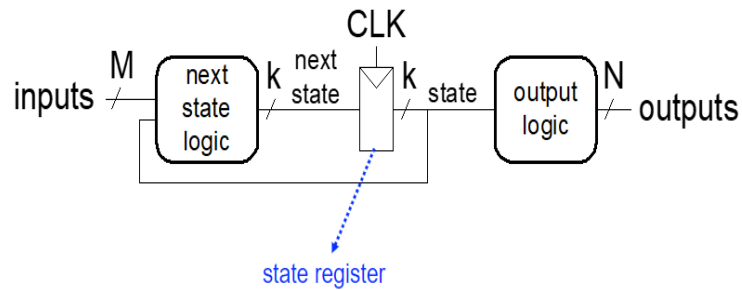 CLK
inputs
M
next
state
logic
k
next
state
k
state
output
logic
N
outputs
state register